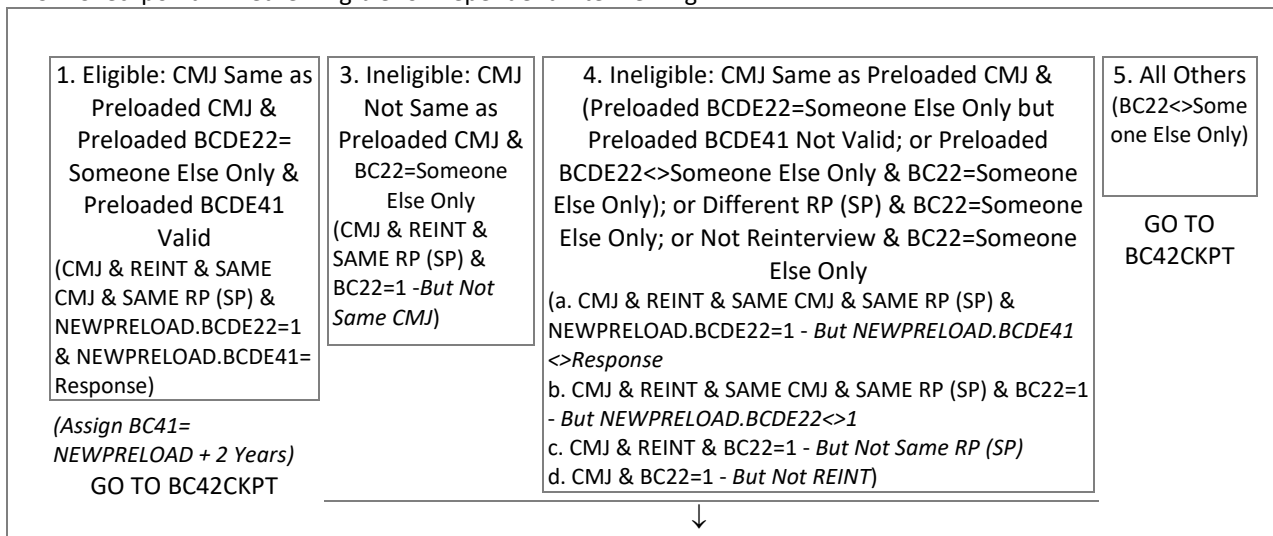 1. Eligible: CMJ Same as
Preloaded CMJ &
Preloaded BCDE22=
Someone Else Only &
Preloaded BCDE41
Valid
(CMJ & REINT & SAME
CMJ & SAME RP (SP) &
NEWPRELOAD.BCDE22=1
& NEWPRELOAD.BCDE41=
Response)
(Assign BC41=
NEWPRELOAD + 2 Years)
GO TO BC42CKPT
3. Ineligible: CMJ
Not Same as
Preloaded CMJ &
BC22=Someone
Else Only
(CMJ & REINT &
SAME RP (SP) &
BC22=1 -But Not
Same CMJ)
4. Ineligible: CMJ Same as Preloaded CMJ &
(Preloaded BCDE22=Someone Else Only but
Preloaded BCDE41 Not Valid; or Preloaded
BCDE22<>Someone Else Only & BC22=Someone
Else Only); or Different RP (SP) & BC22=Someone
Else Only; or Not Reinterview & BC22=Someone
Else Only
(a. CMJ & REINT & SAME CMJ & SAME RP (SP) &
NEWPRELOAD.BCDE22=1 - But NEWPRELOAD.BCDE41
<>Response
b. CMJ & REINT & SAME CMJ & SAME RP (SP) & BC22=1
- But NEWPRELOAD.BCDE22<>1
c. CMJ & REINT & BC22=1 - But Not Same RP (SP)
d. CMJ & BC22=1 - But Not REINT)
5. All Others
(BC22<>Some
one Else Only)
GO TO
BC42CKPT
↓